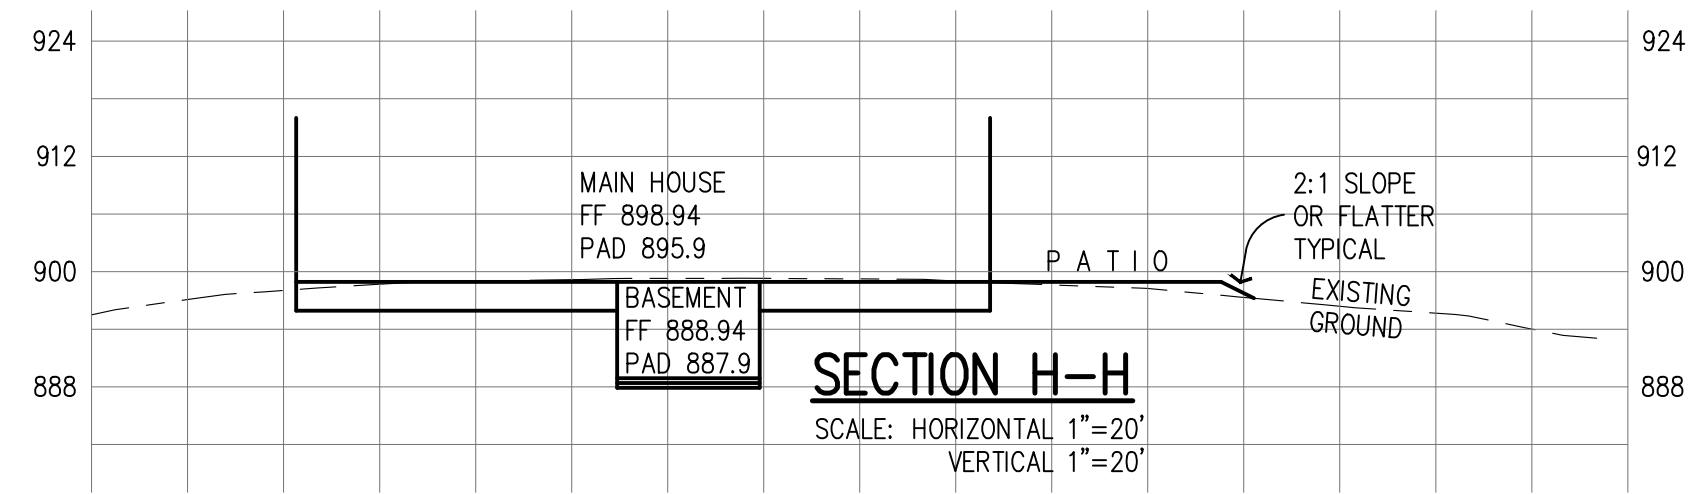 924
924
912
912
MAIN HOUSE
FF 898.94
PAD 895.9
2:1 SLOPE
OR FLATTER
TYPICAL
PATIO
900
900
BASEMENT
FF 888.94
PAD 887.9
EXISTING
GROUND
888
888
SECTION H-H
SCALE: HORIZONTAL 1"=20'
VERTICAL 1"=20'